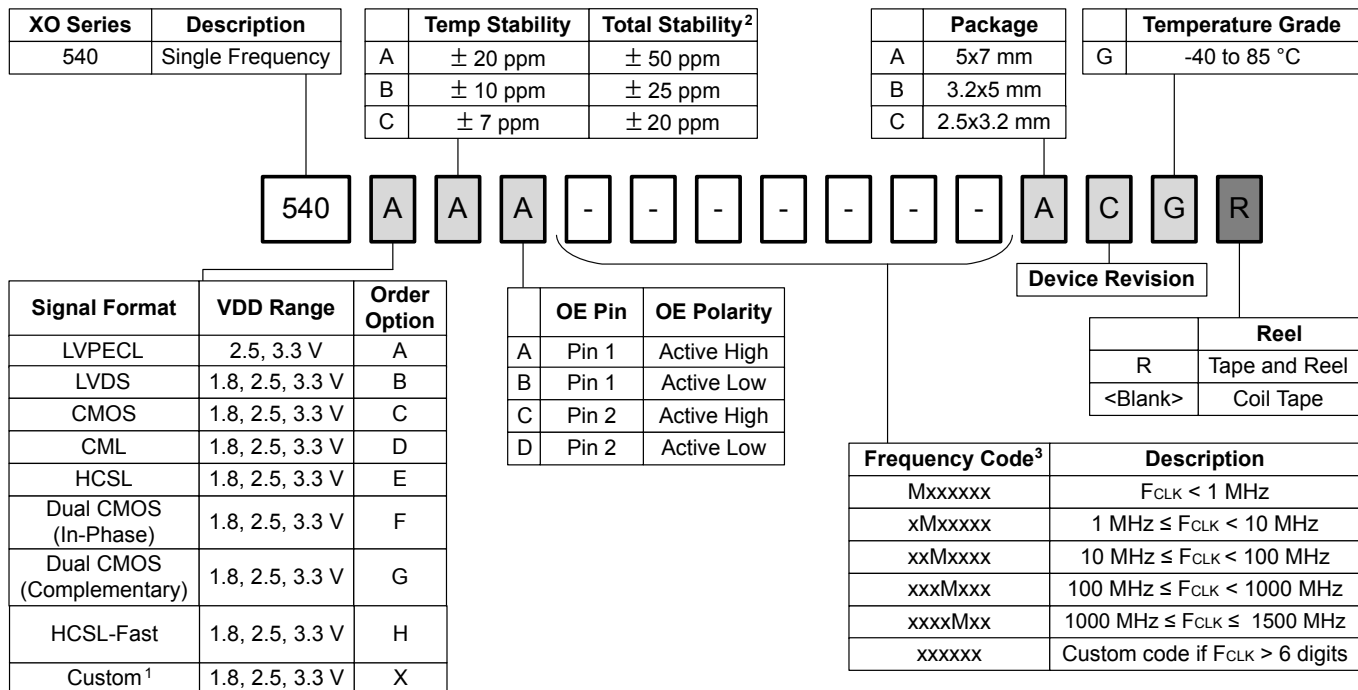 XO Series Description
540 Single Frequency
Temp Stability Total Stability²
A ± 20 ppm ± 50 ppm
B ± 10 ppm ± 25 ppm
C ± 7 ppm ± 20 ppm
Package
A 5x7 mm
B 3.2x5 mm
C 2.5x3.2 mm
Temperature Grade
G -40 to 85 °C
540 A A A - - - - - - - A C G R
Signal Format VDD Range Order Option
LVPECL 2.5, 3.3 V A
LVDS 1.8, 2.5, 3.3 V B
CMOS 1.8, 2.5, 3.3 V C
CML 1.8, 2.5, 3.3 V D
HCSL 1.8, 2.5, 3.3 V E
Dual CMOS
(In-Phase) 1.8, 2.5, 3.3 V F
Dual CMOS
(Complementary) 1.8, 2.5, 3.3 V G
HCSL-Fast 1.8, 2.5, 3.3 V H
Custom¹ 1.8, 2.5, 3.3 V X
OE Pin OE Polarity
A Pin 1 Active High
B Pin 1 Active Low
C Pin 2 Active High
D Pin 2 Active Low
Device Revision
Reel
R Tape and Reel
<Blank> Coil Tape
Frequency Code³ Description
Mxxxxxx FCLK < 1 MHz
xMxxxxx 1 MHz ≤ FCLK < 10 MHz
xxMxxxx 10 MHz ≤ FCLK < 100 MHz
xxxMxxx 100 MHz ≤ FCLK < 1000 MHz
xxxxMxx 1000 MHz ≤ FCLK ≤ 1500 MHz
xxxxxx Custom code if FCLK > 6 digits